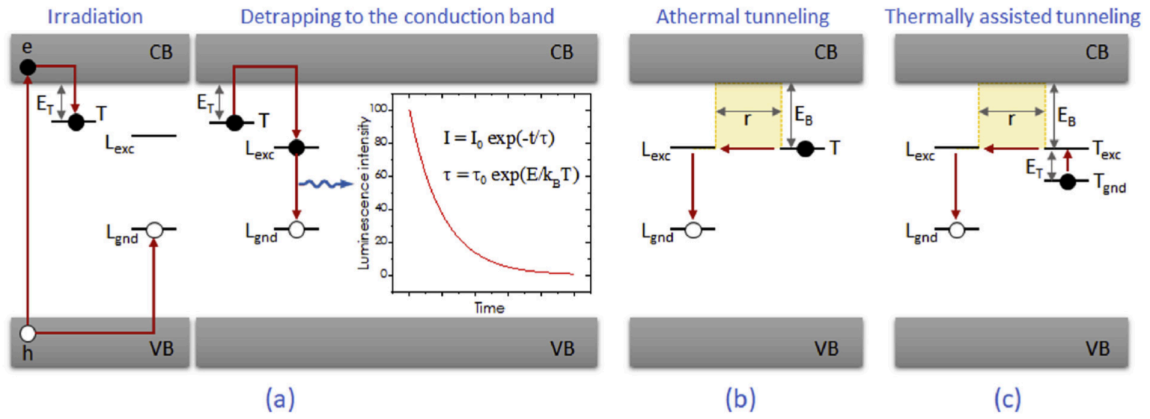 Irradiation
Detrapping to the conduction band
Athermal tunneling
Thermally assisted tunneling
e
CB
E_T
T
L_exc
L_gnd
h
VB
CB
E_T
T
L_exc
L_gnd
Luminescence intensity
100
80
60
40
20
0
I = I_0 exp(-t/τ)
τ = τ_0 exp(E/k_BT)
Time
VB
CB
r
E_B
L_exc
T
L_gnd
VB
CB
r
E_B
L_exc
T_exc
E_T
T_gnd
L_gnd
VB
(a)
(b)
(c)